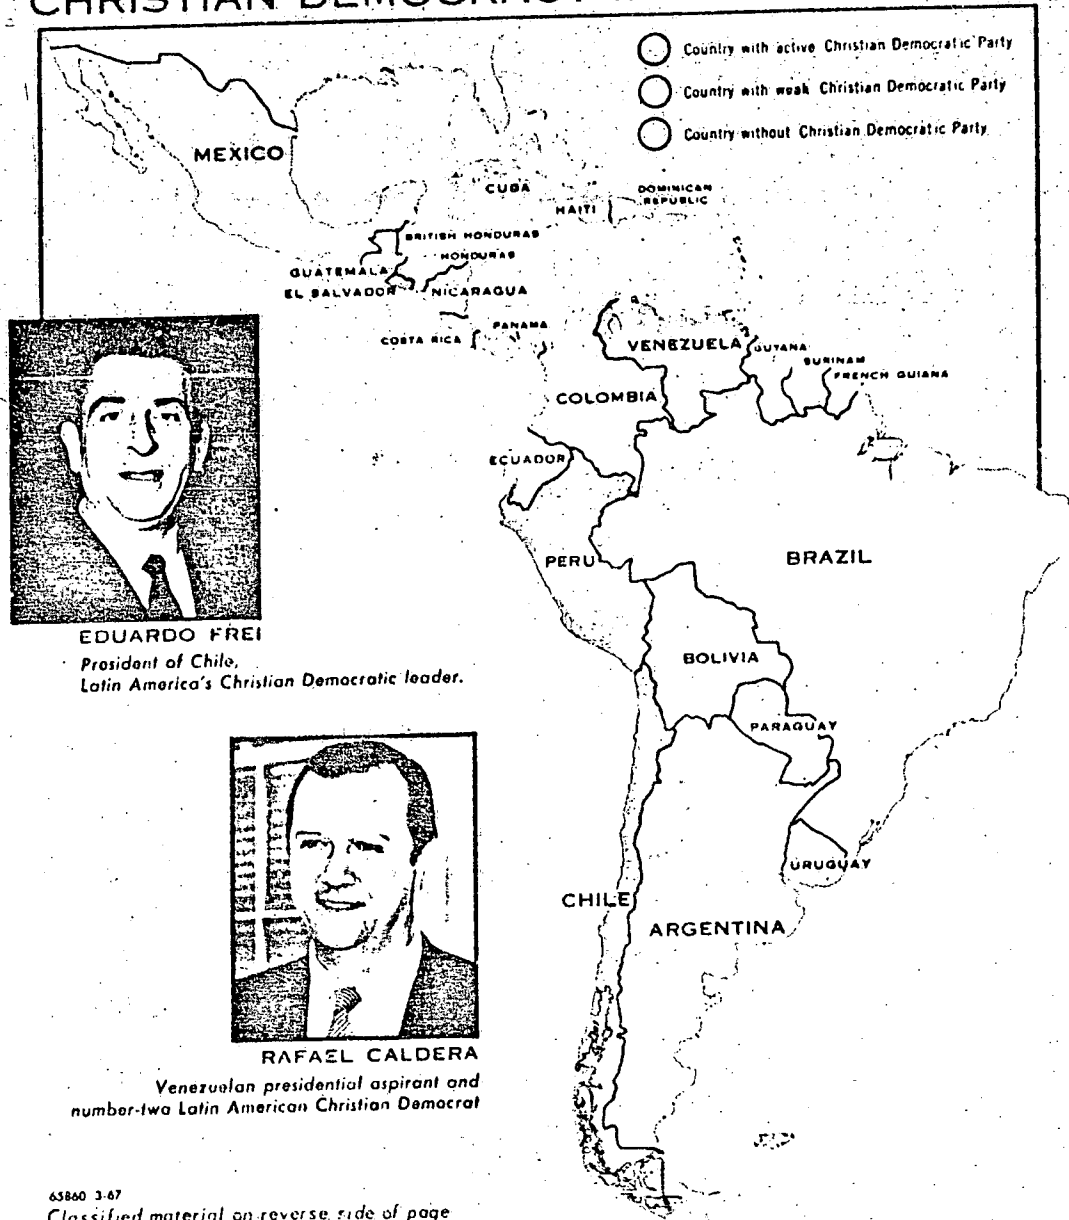 CHRISTIAN DEMOCRACY
Country with active Christian Democratic Party
Country with weak Christian Democratic Party
Country without Christian Democratic Party
MEXICO
CUBA
HAITI
DOMINICAN
REPUBLIC
BRITISH HONDURAS
HONDURAS
GUATEMALA
EL SALVADOR
NICARAGUA
COSTA RICA
PANAMA
VENEZUELA
GUYANA
SURINAM
FRENCH GUIANA
COLOMBIA
ECUADOR
PERU
BRAZIL
EDUARDO FREI
President of Chile,
Latin America's Christian Democratic leader.
BOLIVIA
PARAGUAY
URUGUAY
CHILE
ARGENTINA
RAFAEL CALDERA
Venezuelan presidential aspirant and
number-two Latin American Christian Democrat
65860 3-67
Classified material on reverse side of page